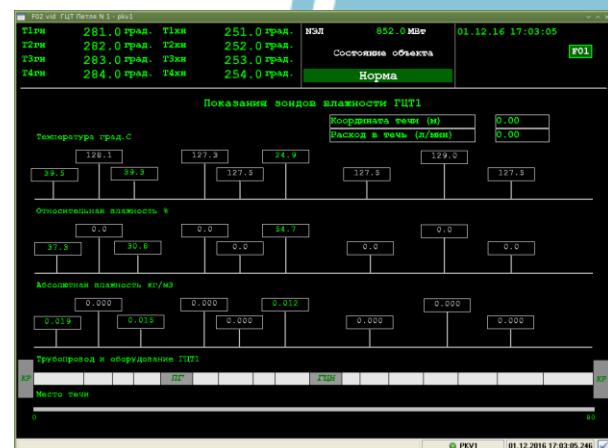 F02.vid ГЦТ Петля N 1 - pkv1
T1гн 281.0 град. T1хн 251.0 град. NЭЛ 852.0 МВт 01.12.16 17:03:05
T2гн 282.0 град. T2хн 252.0 град.
Состояние объекта F01
T3гн 283.0 град. T3хн 253.0 град.
T4гн 284.0 град. T4хн 254.0 град. Норма
Показания зондов влажности ГЦТ1
Координата течи (м) 0.00
Расход в течь (л/мин) 0.00
Температура град.С
128.1 127.3 24.9 129.0
39.5 39.3 127.5 127.5 127.5
Относительная влажность %
0.0 0.0 54.7 0.0
37.3 30.8 0.0 0.0 0.0
Абсолютная влажность кг/м3
0.000 0.000 0.012 0.000
0.019 0.015 0.000 0.000 0.000
Трубопровод и оборудование ГЦТ1
КР ПГ ГЦН КР
Место течи
0 80
PKV1 01.12.2016 17:03:05.246